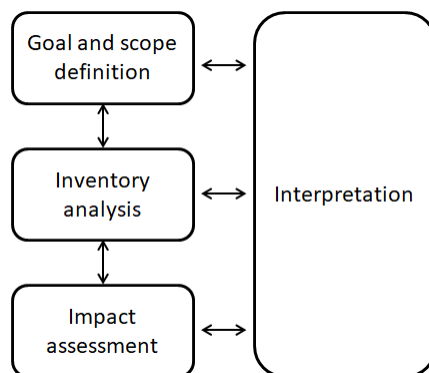 Goal and scope
definition
Inventory
analysis
Interpretation
Impact
assessment